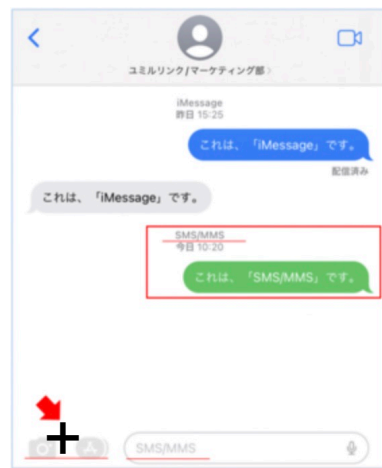 ユミルリンク/マーケティング部
iMessage
昨日 15:25
これは、「iMessage」です。
配信済み
これは、「iMessage」です。
SMS/MMS
今日 10:20
これは、「SMS/MMS」です。
SMS/MMS